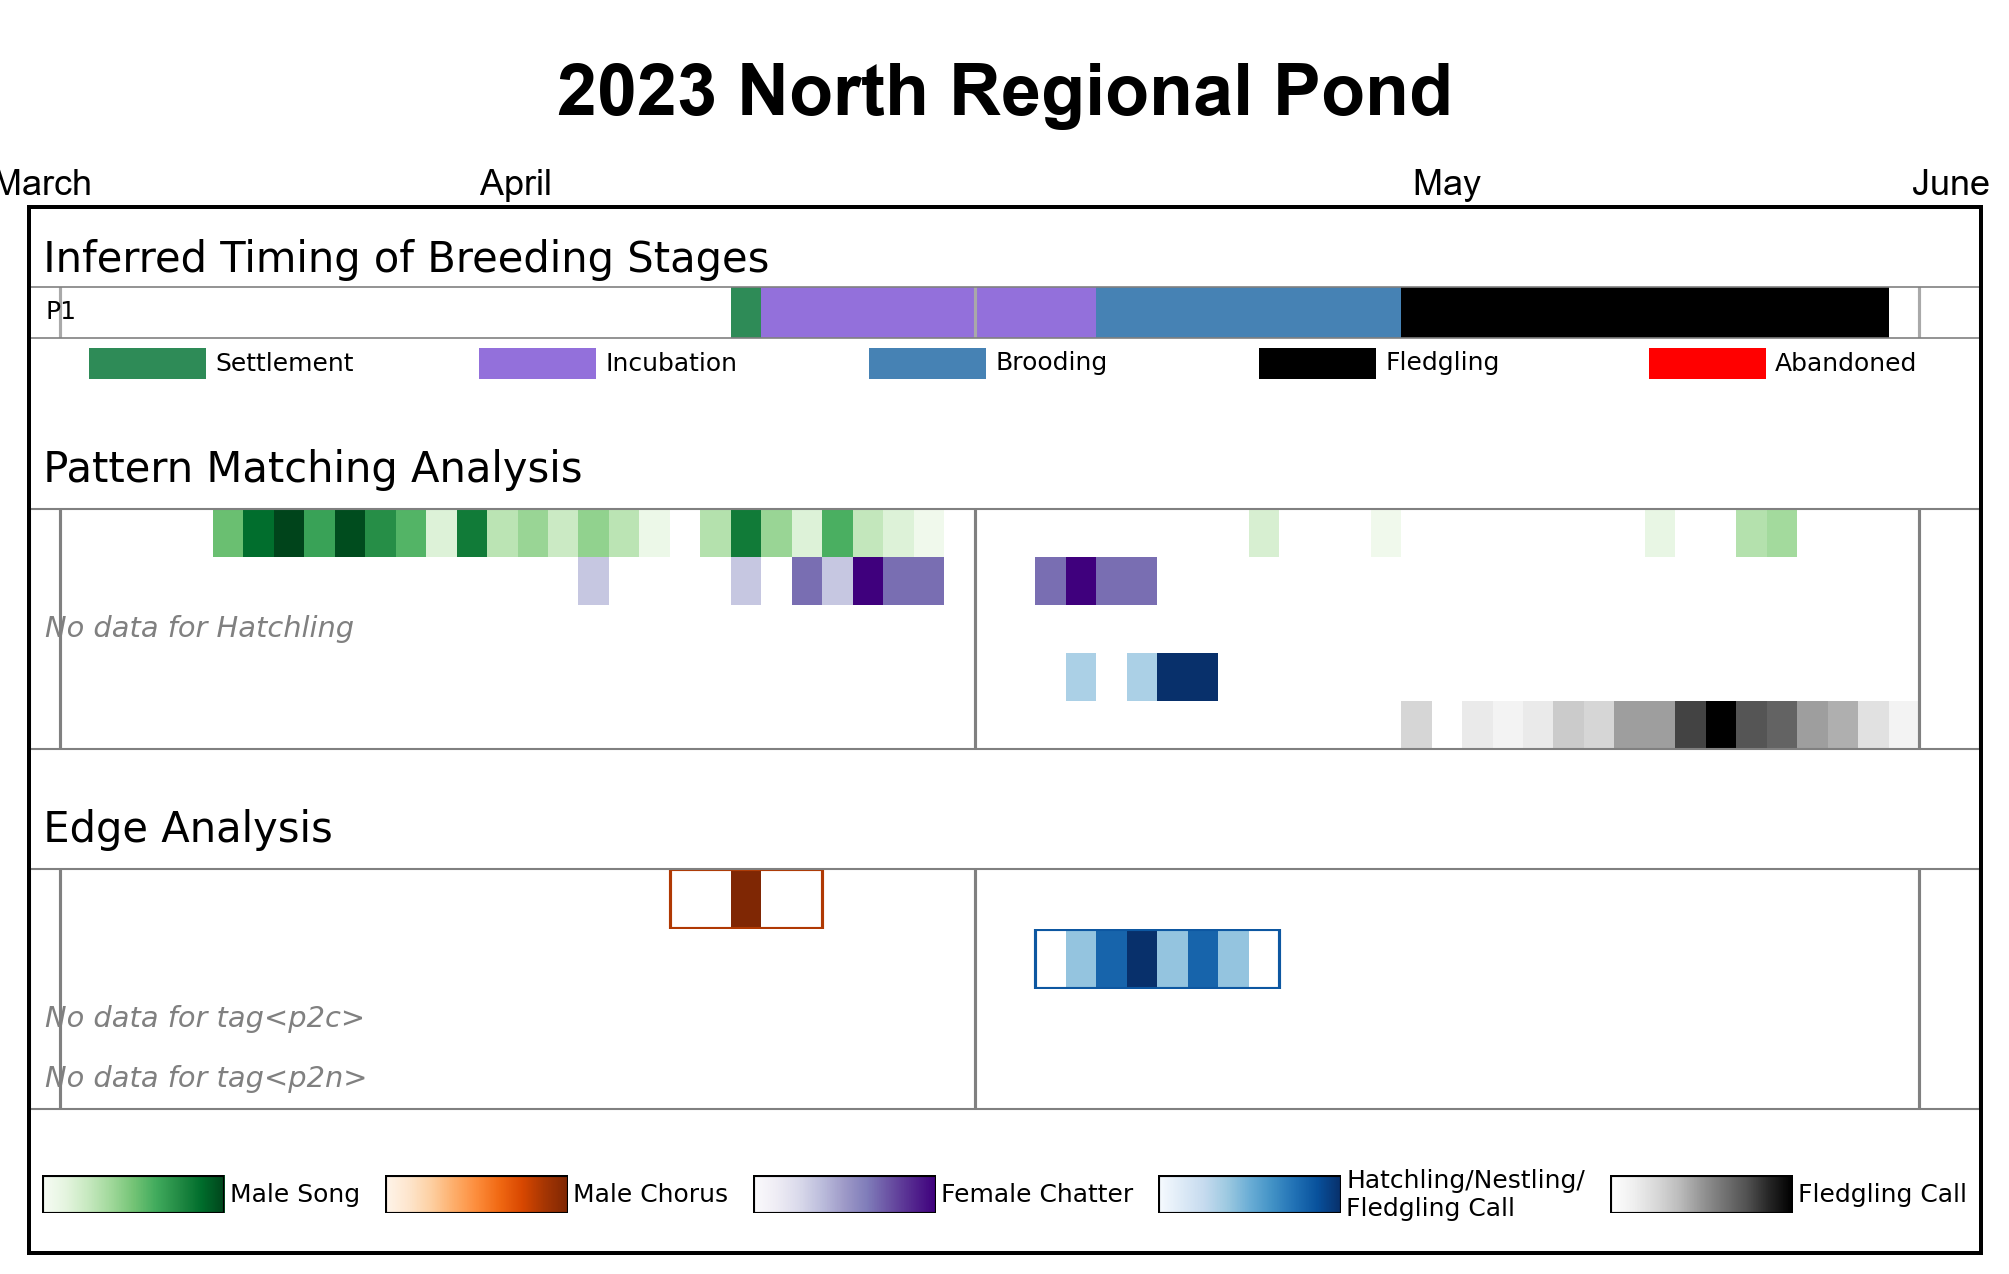 2023 North Regional Pond
March April May June
Inferred Timing of Breeding Stages
P1
Settlement Incubation Brooding Fledgling Abandoned
Pattern Matching Analysis
No data for Hatchling
Edge Analysis
No data for tag<p2c>
No data for tag<p2n>
Male Song Male Chorus Female Chatter Hatchling/Nestling/
Fledgling Call Fledgling Call